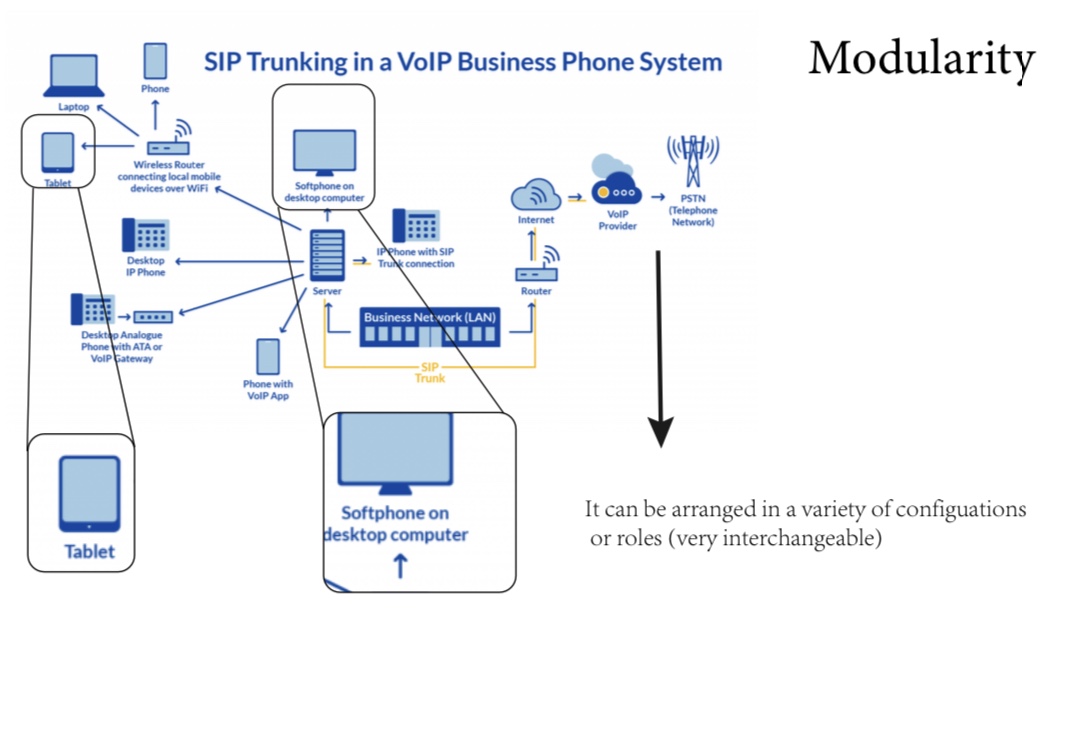 Modularity
SIP Trunking in a VoIP Business Phone System
Phone
Laptop
Tablet
Wireless Router
connecting local mobile
devices over WiFi
Softphone on
desktop computer
Internet
VoIP
Provider
PSTN
(Telephone
Network)
Desktop
IP Phone
IP Phone with SIP
Trunk connection
Server
Router
Desktop Analogue
Phone with ATA or
VoIP Gateway
Business Network (LAN)
SIP
Trunk
Phone with
VoIP App
Tablet
Softphone on
desktop computer
It can be arranged in a variety of configuations
or roles (very interchangeable)